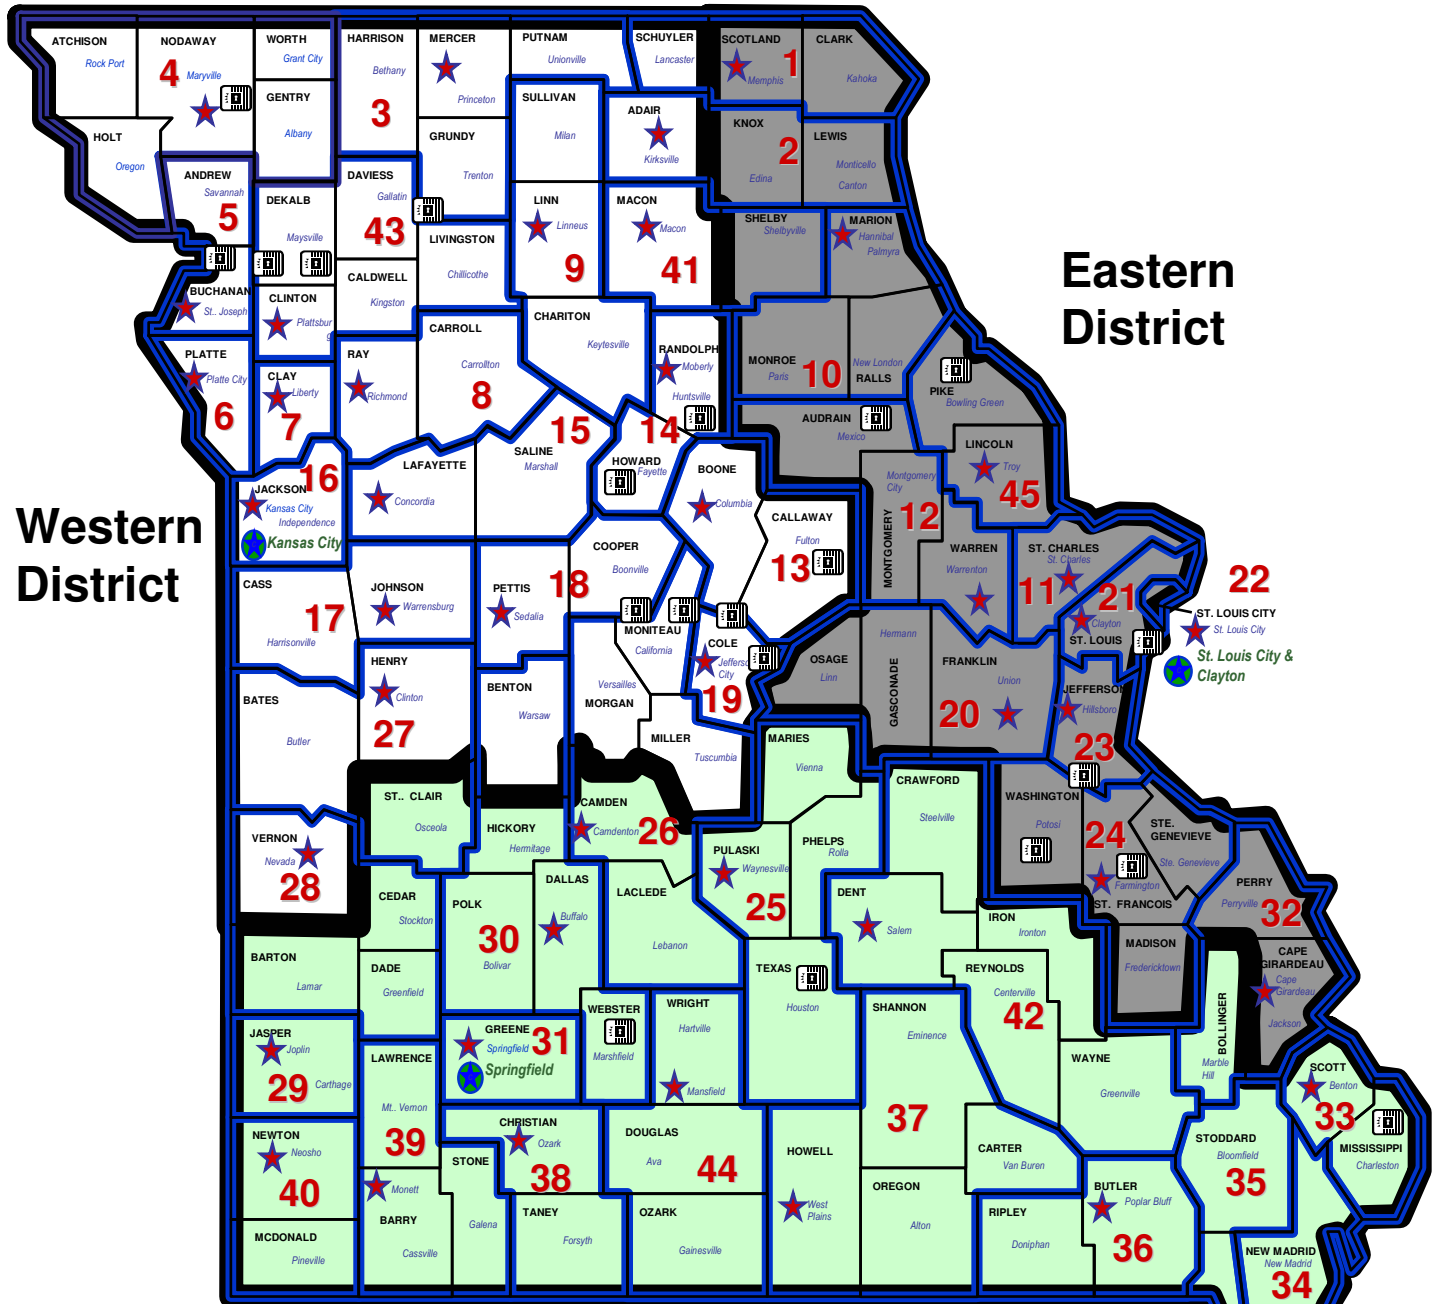 ATCHISON
Rock Port
NODAWAY
4
Maryville
WORTH
Grant City
HARRISON
Bethany
3
MERCER
Princeton
PUTNAM
Unionville
SCHUYLER
Lancaster
SCOTLAND
1
Memphis
CLARK
Kahoka
GENTRY
Albany
HOLT
Oregon
SULLIVAN
Milan
ADAIR
Kirksville
GRUNDY
Trenton
KNOX
2
Edina
LEWIS
Monticello
Canton
ANDREW
Savannah
5
DEKALB
Maysville
DAVIESS
Gallatin
43
LINN
Linneus
9
MACON
Macon
41
SHELBY
Shelbyville
MARION
Hannibal
Palmyra
LIVINGSTON
Chillicothe
CALDWELL
Kingston
BUCHANAN
St.. Joseph
CLINTON
Plattsbur
g
CARROLL
Carrollton
8
CHARITON
Keytesville
RANDOLPH
Moberly
Huntsville
14
MONROE
Paris
10
New London
RALLS
PIKE
Bowling Green
Eastern
District
PLATTE
Platte City
6
CLAY
Liberty
7
RAY
Richmond
15
AUDRAIN
Mexico
SALINE
Marshall
HOWARD
Fayette
BOONE
Columbia
LINCOLN
Troy
45
LAFAYETTE
Concordia
16
JACKSON
Kansas City
Independence
Kansas City
Western
District
Montgomery
City
12
MONTGOMERY
CALLAWAY
Fulton
13
WARREN
Warrenton
ST. CHARLES
St. Charles
11
21
Clayton
ST. LOUIS
22
ST. LOUIS CITY
St. Louis City
St. Louis City &
Clayton
CASS
17
Harrisonville
JOHNSON
Warrensburg
PETTIS
Sedalia
18
COOPER
Boonville
MONITEAU
California
COLE
Jefferso
City
19
Hermann
GASCONADE
OSAGE
Linn
FRANKLIN
Union
20
JEFFERSON
Hillsboro
23
BATES
Butler
HENRY
Clinton
27
BENTON
Warsaw
Versailles
MORGAN
MILLER
Tuscumbia
MARIES
Vienna
CRAWFORD
Steelville
WASHINGTON
Potosi
24
Farmington
ST. FRANCOIS
STE.
GENEVIEVE
Ste. Genevieve
ST.. CLAIR
Osceola
HICKORY
Hermitage
CAMDEN
Camdenton
26
VERNON
Nevada
28
PULASKI
Waynesville
25
PHELPS
Rolla
DENT
Salem
CEDAR
Stockton
POLK
30
Bolivar
DALLAS
Buffalo
LACLEDE
Lebanon
IRON
Ironton
PERRY
Perryville
32
MADISON
Fredericktown
CAPE
GIRARDEAU
Cape
Girardeau
Jackson
BARTON
Lamar
DADE
Greenfield
TEXAS
Houston
REYNOLDS
Centerville
42
BOLLINGER
Marble
Hill
JASPER
Joplin
29
Carthage
GREENE
Springfield
31
Springfield
WEBSTER
Marshfield
WRIGHT
Hartville
Mansfield
SHANNON
Eminence
37
WAYNE
Greenville
SCOTT
Benton
33
MISSISSIPPI
Charleston
LAWRENCE
Mt.. Vernon
39
CHRISTIAN
Ozark
38
DOUGLAS
Ava
44
HOWELL
West
Plains
CARTER
Van Buren
STODDARD
Bloomfield
35
NEWTON
Neosho
40
STONE
Galena
Monett
BARRY
Cassville
TANEY
Forsyth
OZARK
Gainesville
OREGON
Alton
RIPLEY
Doniphan
BUTLER
Poplar Bluff
36
MCDONALD
Pineville
NEW MADRID
New Madrid
34